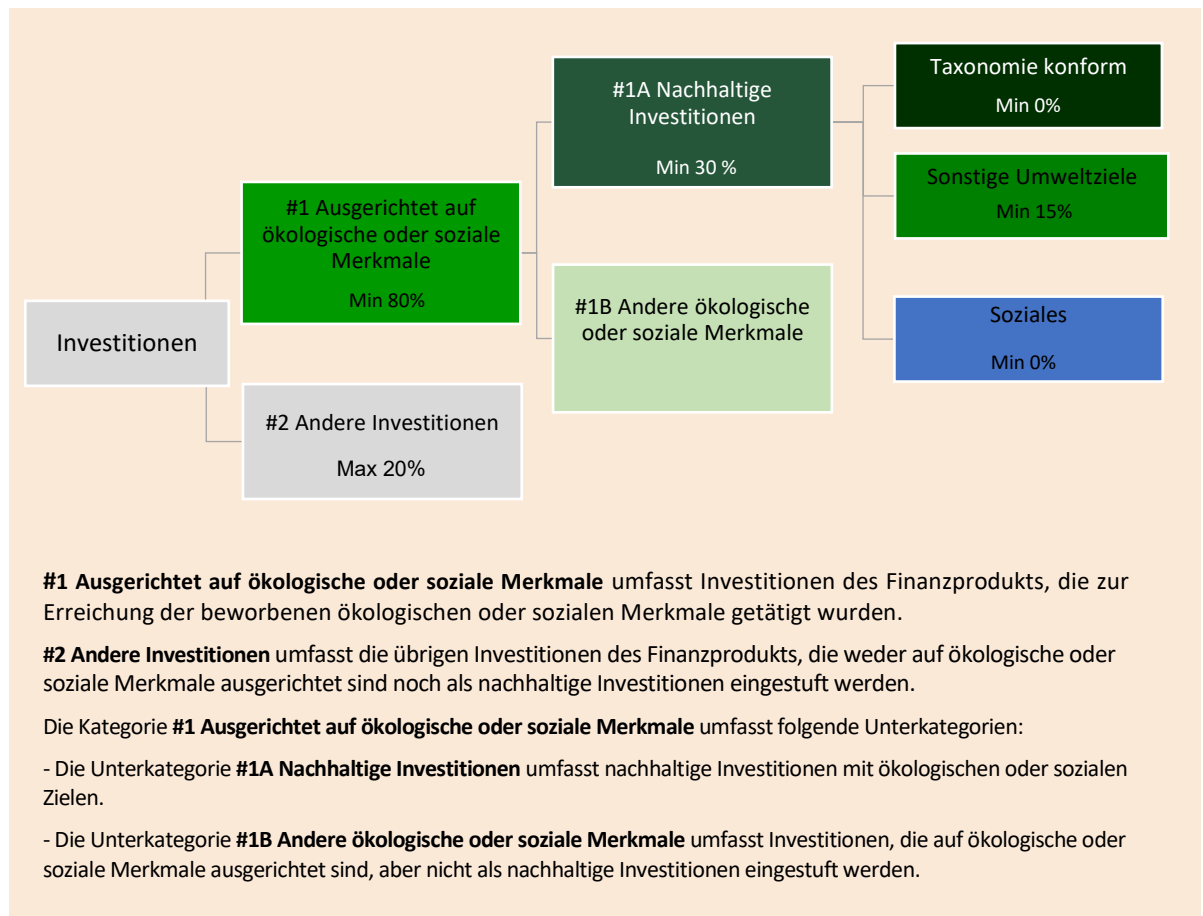 Investitionen
#1 Ausgerichtet auf
ökologische oder soziale
Merkmale
Min 80%
#2 Andere Investitionen
Max 20%
#1A Nachhaltige
Investitionen
Min 30 %
#1B Andere ökologische
oder soziale Merkmale
Taxonomie konform
Min 0%
Sonstige Umweltziele
Min 15%
Soziales
Min 0%
#1 Ausgerichtet auf ökologische oder soziale Merkmale umfasst Investitionen des Finanzprodukts, die zur
Erreichung der beworbenen ökologischen oder sozialen Merkmale getätigt wurden.
#2 Andere Investitionen umfasst die übrigen Investitionen des Finanzprodukts, die weder auf ökologische oder
soziale Merkmale ausgerichtet sind noch als nachhaltige Investitionen eingestuft werden.
Die Kategorie #1 Ausgerichtet auf ökologische oder soziale Merkmale umfasst folgende Unterkategorien:
- Die Unterkategorie #1A Nachhaltige Investitionen umfasst nachhaltige Investitionen mit ökologischen oder sozialen
Zielen.
- Die Unterkategorie #1B Andere ökologische oder soziale Merkmale umfasst Investitionen, die auf ökologische oder
soziale Merkmale ausgerichtet sind, aber nicht als nachhaltige Investitionen eingestuft werden.